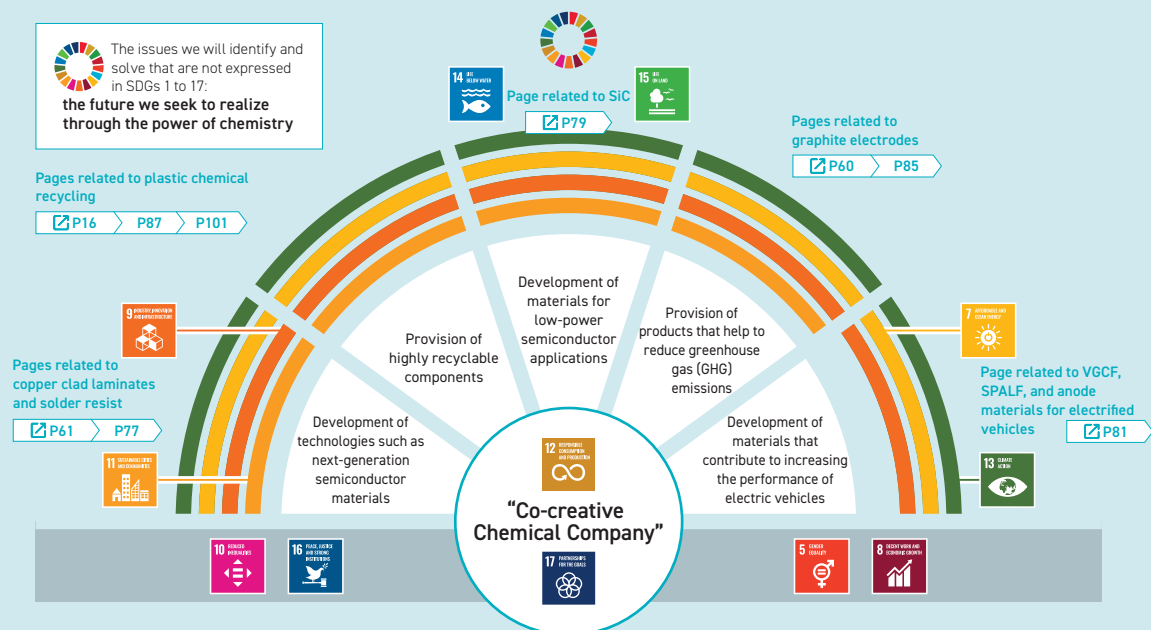 The issues we will identify and
solve that are not expressed
in SDGs 1 to 17:
the future we seek to realize
through the power of chemistry
14 LIFE
BELOW WATER
15 LIFE
ON LAND
Page related to SiC
P79
Pages related to
graphite electrodes
P60 P85
Pages related to plastic chemical
recycling
P16 P87 P101
9 INDUSTRY, INNOVATION
AND INFRASTRUCTURE
7 AFFORDABLE AND
CLEAN ENERGY
Pages related to
copper clad laminates
and solder resist
P61 P77
11 SUSTAINABLE CITIES
AND COMMUNITIES
Page related to VGCF,
SPALF, and anode
materials for electrified
vehicles
P81
13 CLIMATE
ACTION
Development of
technologies such as
next-generation
semiconductor
materials
Provision of
highly recyclable
components
Development of
materials for
low-power
semiconductor
applications
Provision of
products that help to
reduce greenhouse
gas (GHG)
emissions
Development of
materials that
contribute to increasing
the performance of
electric vehicles
12 RESPONSIBLE
CONSUMPTION
AND PRODUCTION
“Co-creative
Chemical Company”
17 PARTNERSHIPS
FOR THE GOALS
10 REDUCED
INEQUALITIES
16 PEACE, JUSTICE
AND STRONG
INSTITUTIONS
5 GENDER
EQUALITY
8 DECENT WORK AND
ECONOMIC GROWTH